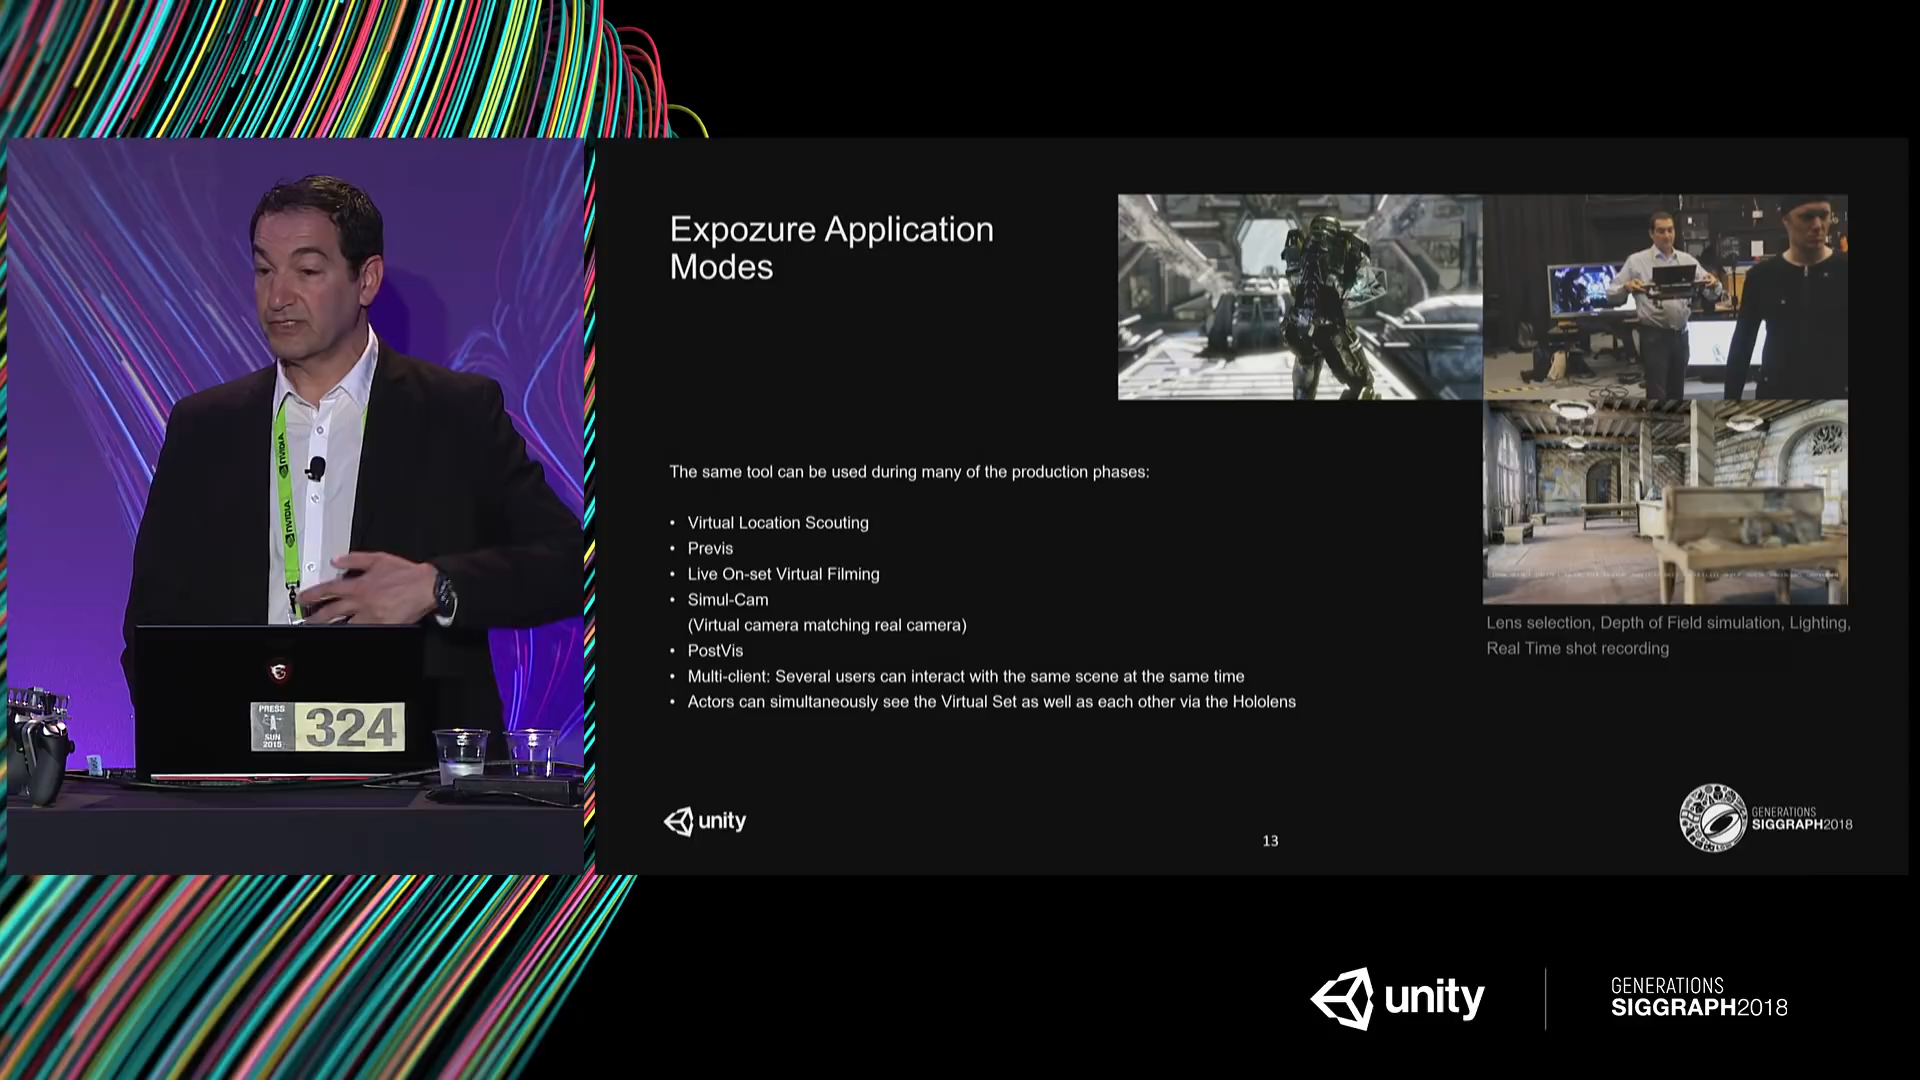 NVIDIA
NVIDIA
PRESS
SUN
2015
324
Expozure Application
Modes
The same tool can be used during many of the production phases:
• Virtual Location Scouting
• Previs
• Live On-set Virtual Filming
• Simul-Cam
(Virtual camera matching real camera)
• PostVis
• Multi-client: Several users can interact with the same scene at the same time
• Actors can simultaneously see the Virtual Set as well as each other via the Hololens
Lens selection, Depth of Field simulation, Lighting,
Real Time shot recording
unity
13
GENERATIONS
SIGGRAPH2018
unity
GENERATIONS
SIGGRAPH2018